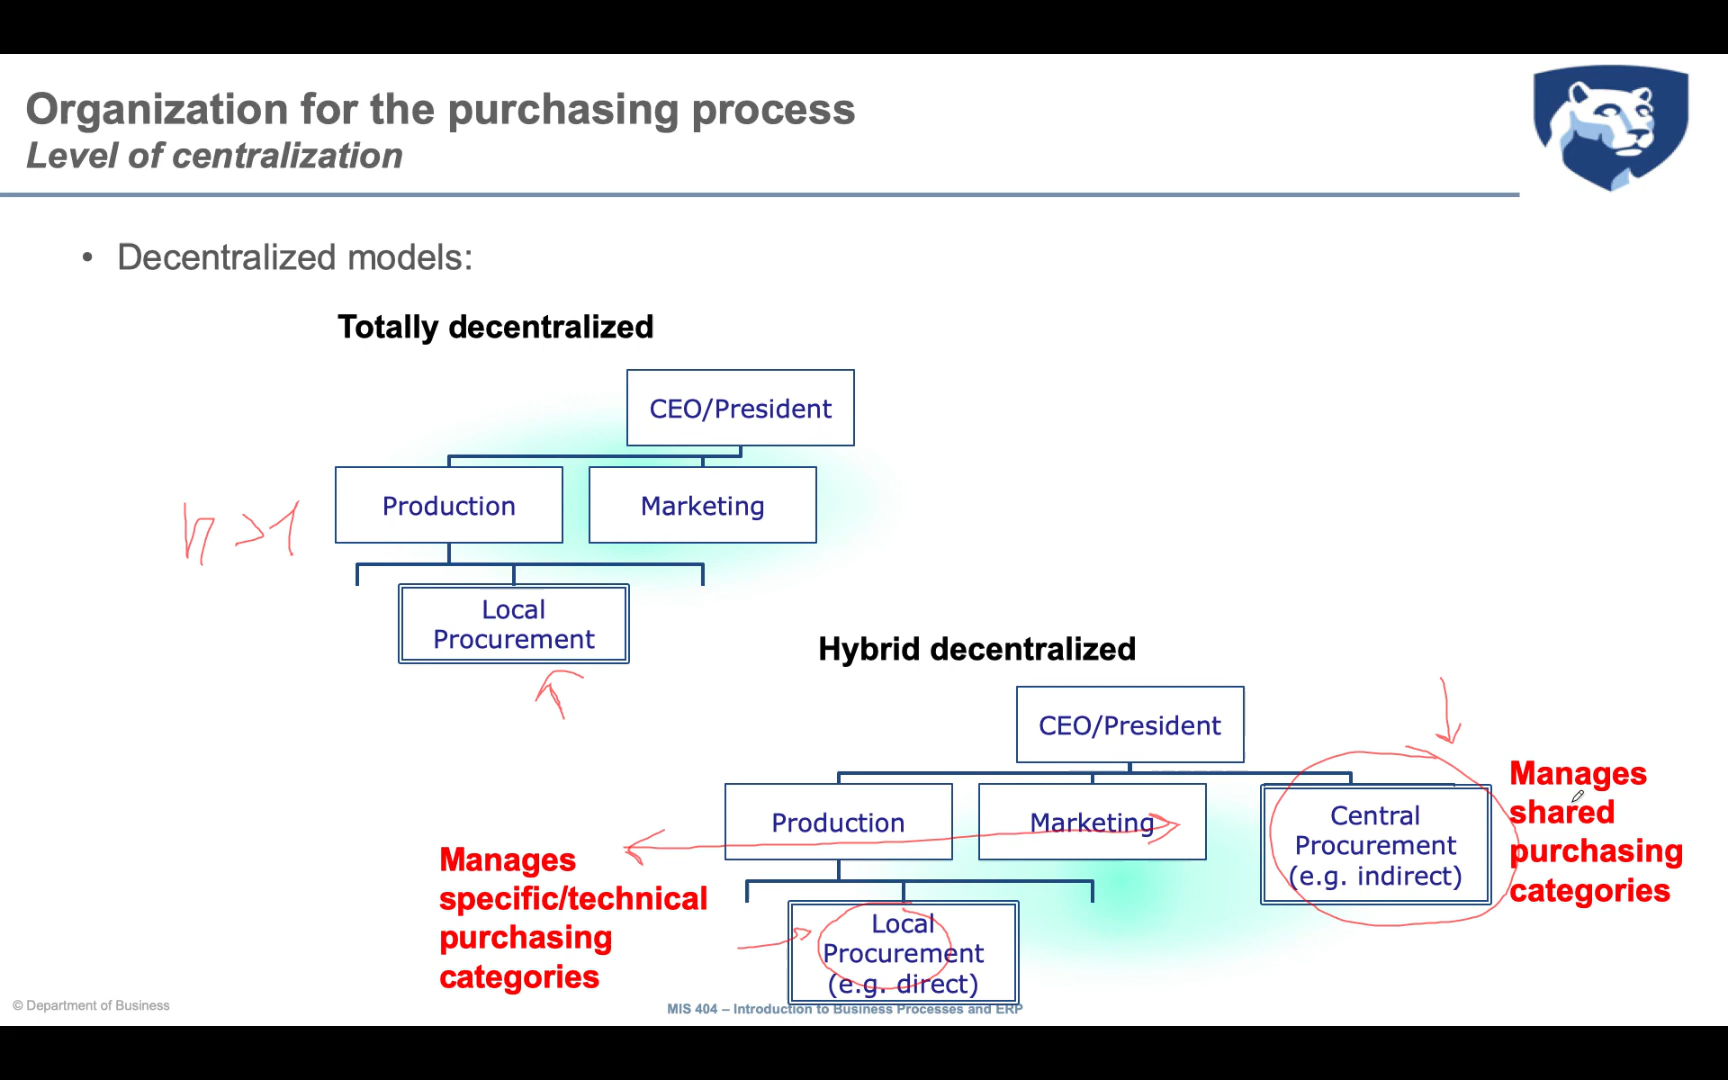 Organization for the purchasing process
Level of centralization
• Decentralized models:
Totally decentralized
CEO/President
Production
Marketing
n > 1
Local
Procurement
Hybrid decentralized
CEO/President
Production
Marketing
Central
Procurement
(e.g. indirect)
Manages
shared
purchasing
categories
Manages
specific/technical
purchasing
categories
Local
Procurement
(e.g. direct)
© Department of Business
MIS 404 – Introduction to Business Processes and ERP